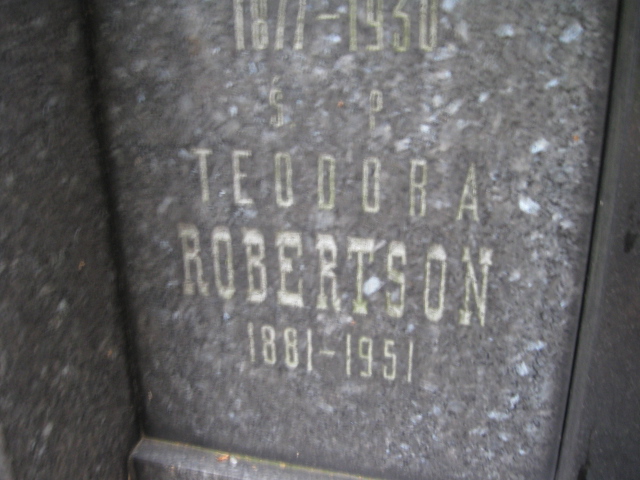 1877-1930
Ś. P.
TEODORA
ROBERTSON
1881-1951